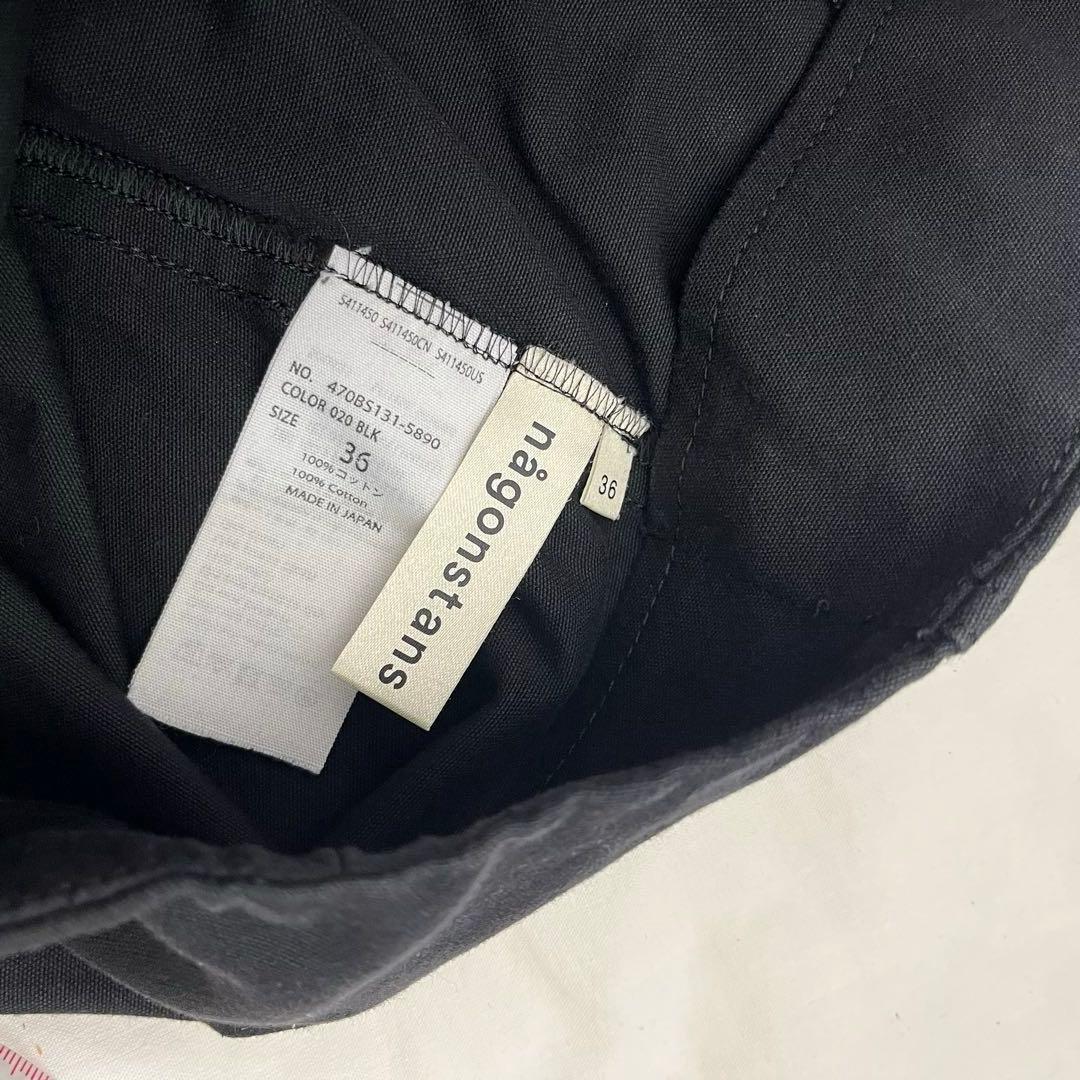 S411450 S411450CN S411450US
NO. 470BS131-5890
COLOR 020 BLK
SIZE 36
100%コットン
100% Cotton
MADE IN JAPAN
någonstans
36